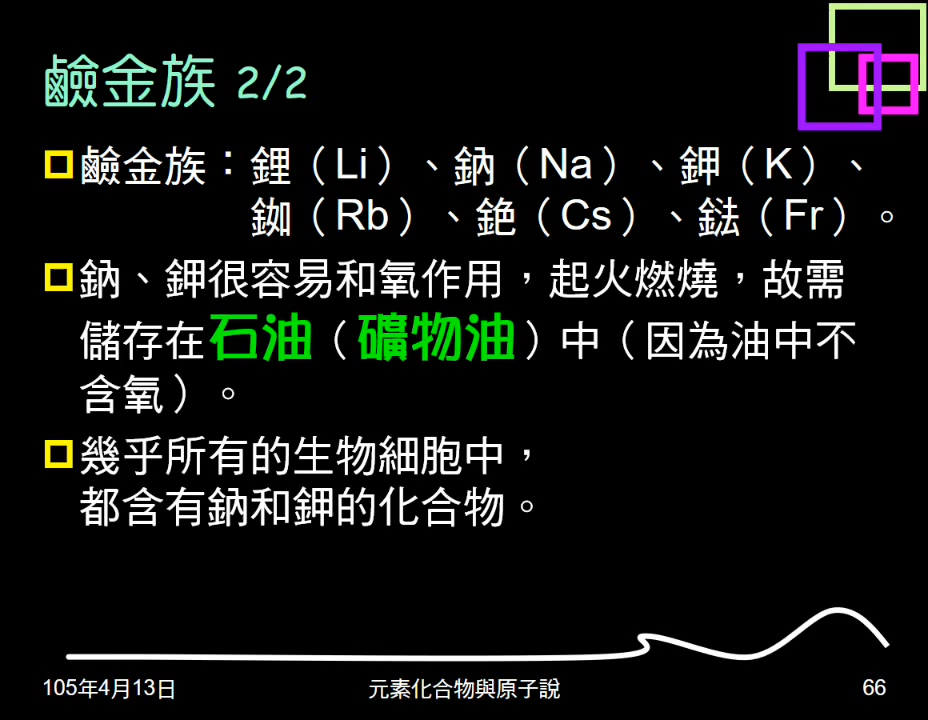 鹼金族 2/2
鹼金族：鋰（Li）、鈉（Na）、鉀（K）、
銣（Rb）、銫（Cs）、鍅（Fr）。
鈉、鉀很容易和氧作用，起火燃燒，故需
儲存在石油（礦物油）中（因為油中不
含氧）。
幾乎所有的生物細胞中，
都含有鈉和鉀的化合物。
105年4月13日
元素化合物與原子說
66